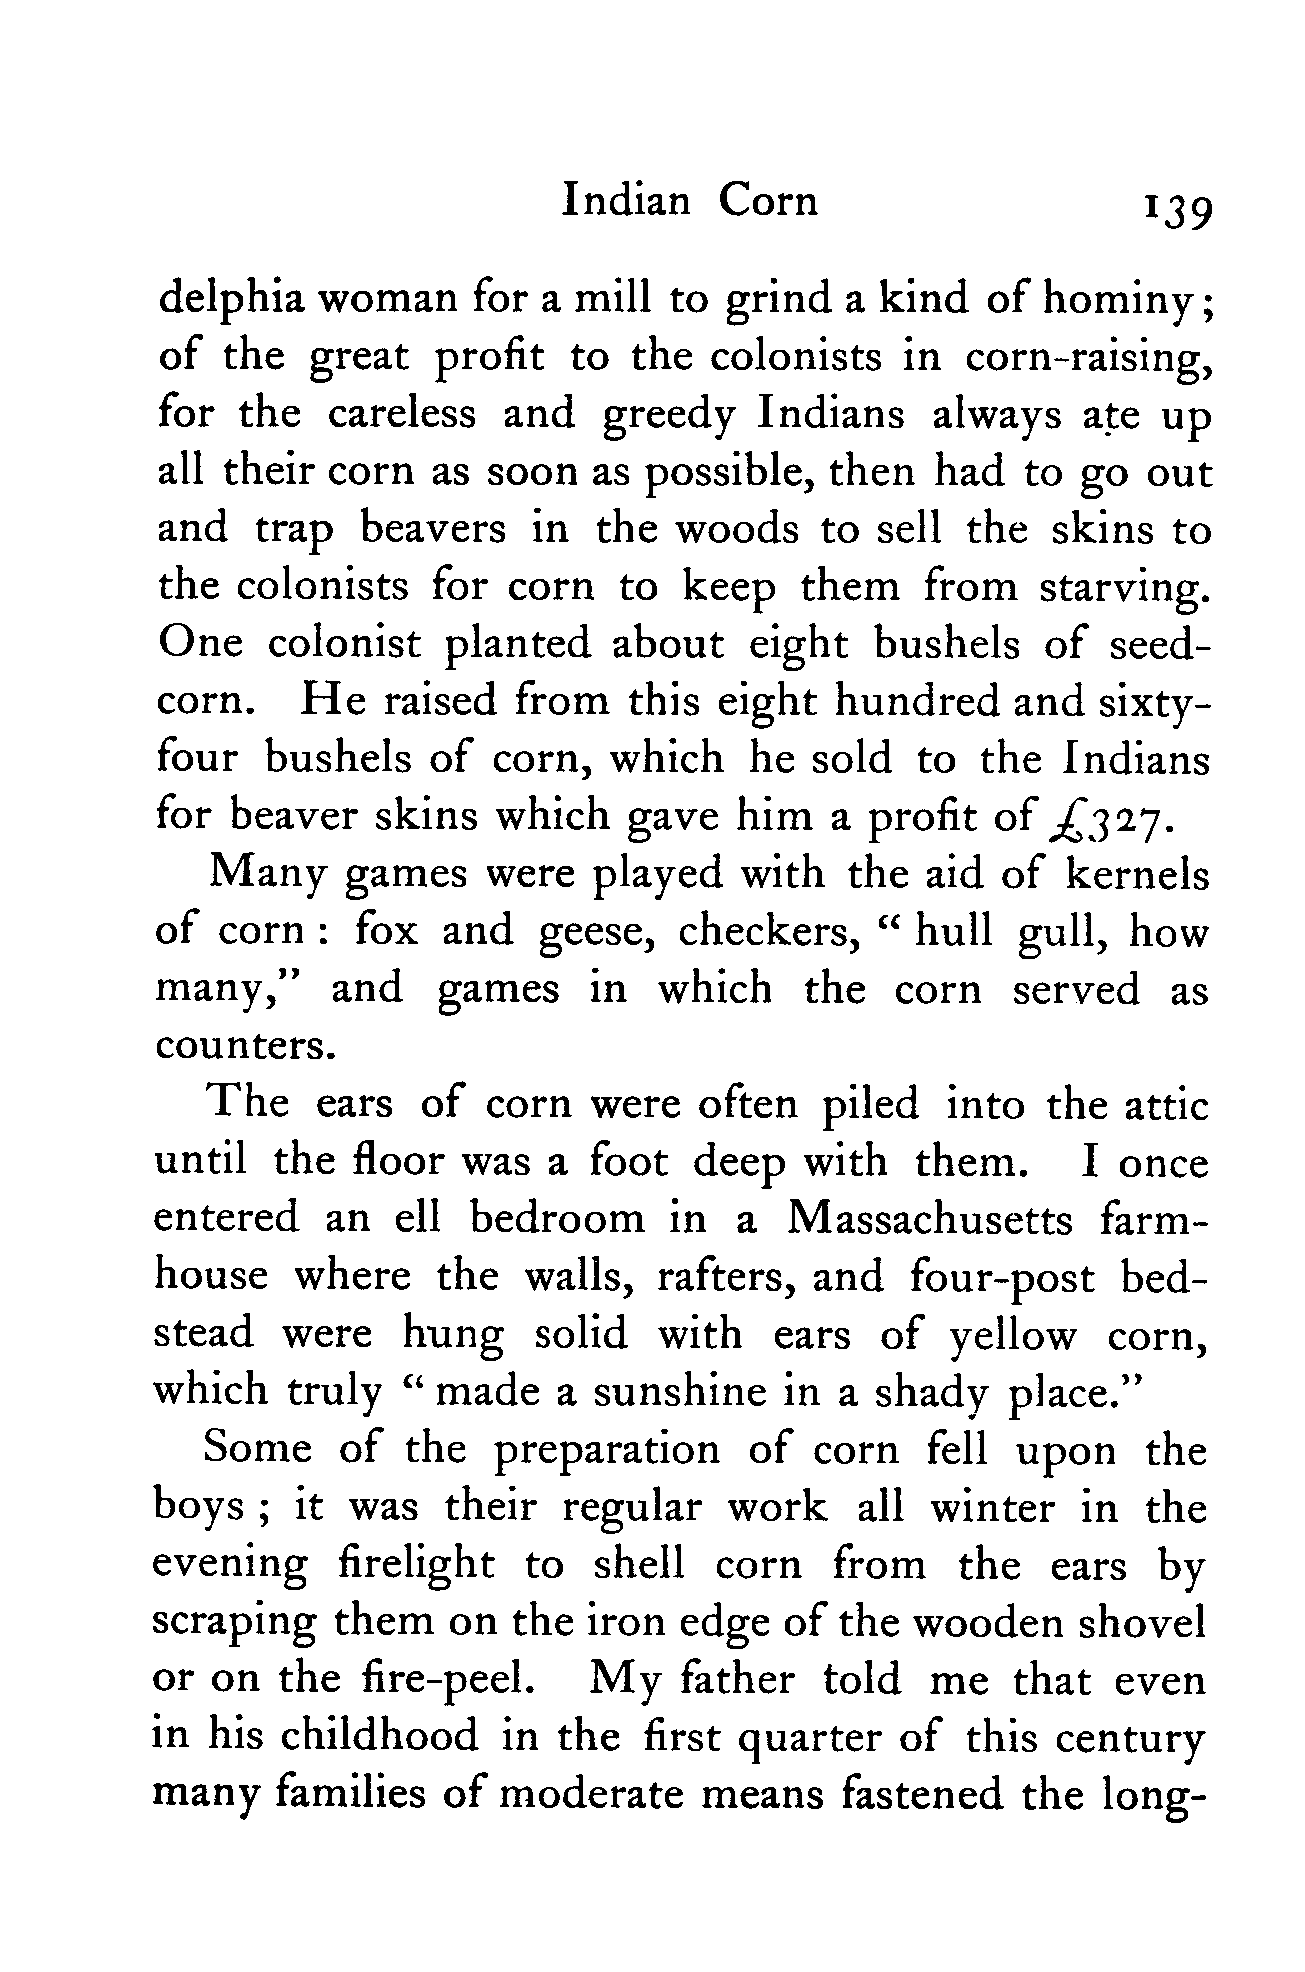 Indian Corn 139
delphia woman for a mill to grind a kind of hominy;
of the great profit to the colonists in corn-raising,
for the careless and greedy Indians always ate up
all their corn as soon as possible, then had to go out
and trap beavers in the woods to sell the skins to
the colonists for corn to keep them from starving.
One colonist planted about eight bushels of seed-
corn. He raised from this eight hundred and sixty-
four bushels of corn, which he sold to the Indians
for beaver skins which gave him a profit of £327.
Many games were played with the aid of kernels
of corn: fox and geese, checkers, “hull gull, how
many,” and games in which the corn served as
counters.
The ears of corn were often piled into the attic
until the floor was a foot deep with them. I once
entered an ell bedroom in a Massachusetts farm-
house where the walls, rafters, and four-post bed-
stead were hung solid with ears of yellow corn,
which truly “made a sunshine in a shady place.”
Some of the preparation of corn fell upon the
boys; it was their regular work all winter in the
evening firelight to shell corn from the ears by
scraping them on the iron edge of the wooden shovel
or on the fire-peel. My father told me that even
in his childhood in the first quarter of this century
many families of moderate means fastened the long-